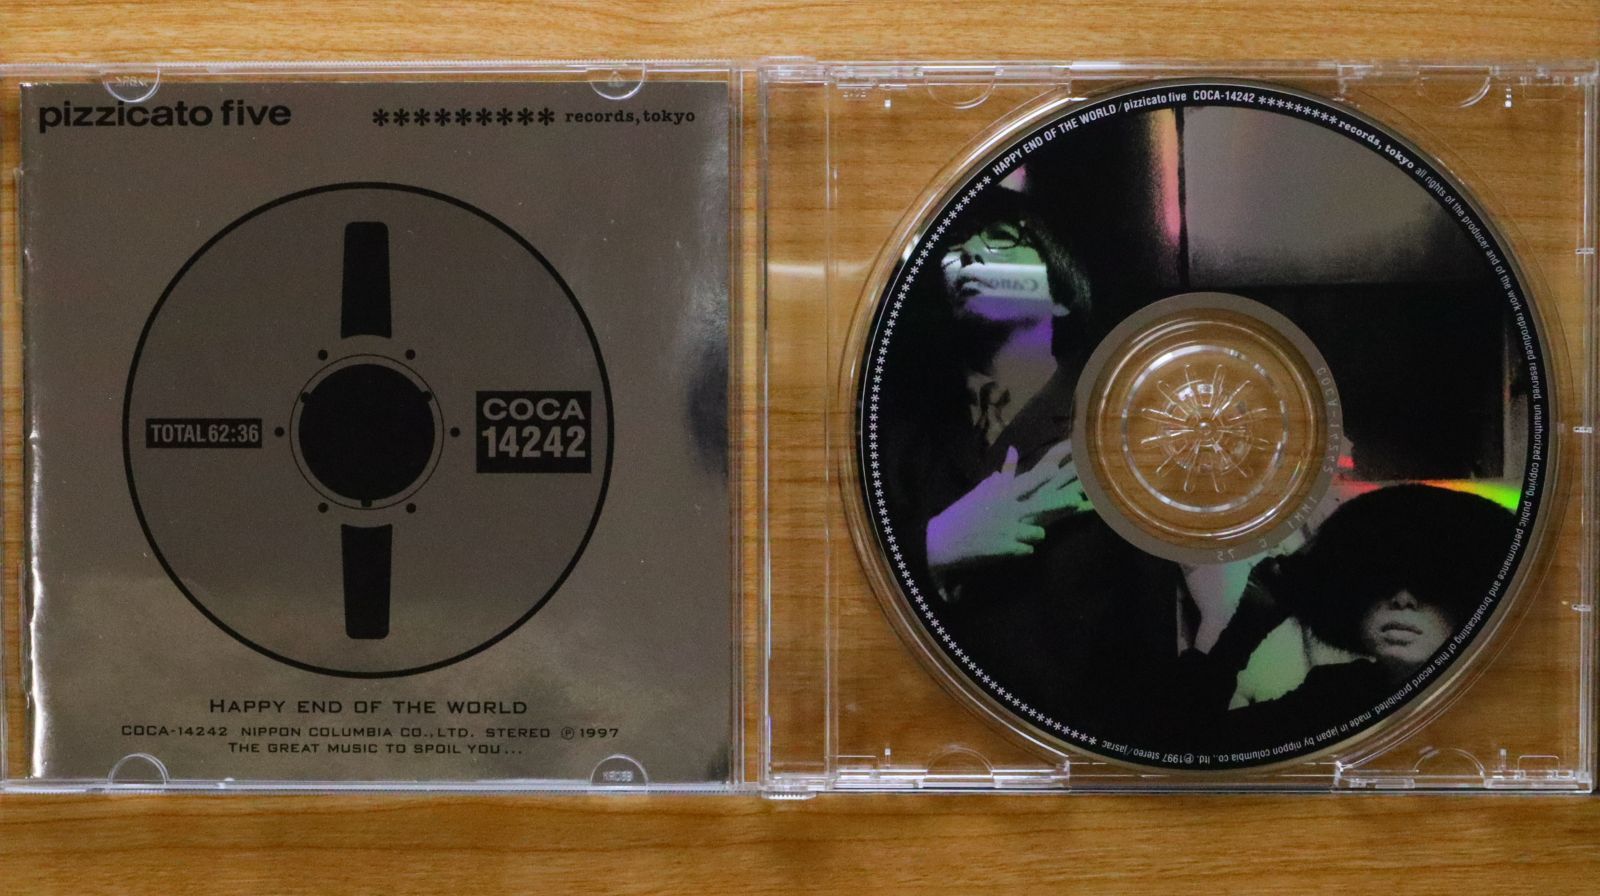 pizzicato five
********* records, tokyo
TOTAL 62:36
COCA
14242
HAPPY END OF THE WORLD
COCA-14242 NIPPON COLUMBIA CO.,LTD. STEREO Ⓟ1997
THE GREAT MUSIC TO SPOIL YOU...
HAPPY END OF THE WORLD / pizzicato five COCA-14242 ********* records, tokyo all rights of the producer and of the work reproduced reserved. unauthorized copying, public performance and broadcasting of this record prohibited. made in japan by nippon columbia co., ltd. Ⓟ1997 stereo/jasrac
Canon